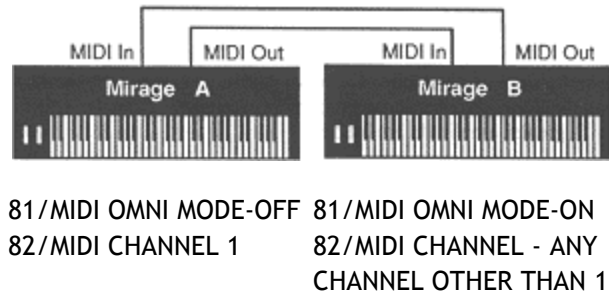 MIDI In MIDI Out MIDI In MIDI Out
Mirage A Mirage B
81/MIDI OMNI MODE-OFF 81/MIDI OMNI MODE-ON
82/MIDI CHANNEL 1 82/MIDI CHANNEL - ANY
CHANNEL OTHER THAN 1